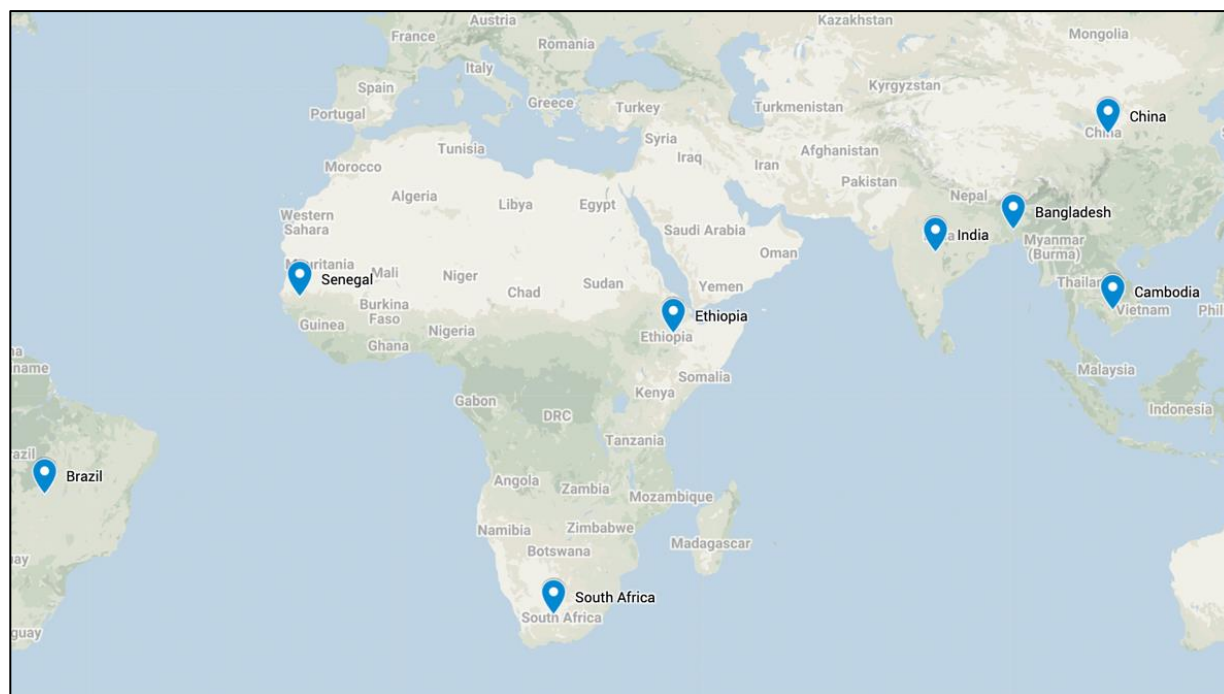 Kazakhstan
Austria
France
Mongolia
Romania
Italy
Kyrgyzstan
Spain
Greece
Turkey
Turkmenistan
Portugal
China
China
Syria
Tunisia
Afghanistan
Iraq
Iran
Morocco
Pakistan
Algeria
Libya
Egypt
Nepal
Western
Sahara
Bangladesh
Saudi Arabia
India
Myanmar
(Burma)
Oman
Mauritania
Mali
Niger
Senegal
Sudan
Yemen
Thailand
Cambodia
Chad
Burkina
Faso
Vietnam
Ethiopia
Guinea
Nigeria
Ethiopia
Ghana
Somalia
Malaysia
Kenya
Gabon
DRC
Indonesia
Tanzania
Brazil
Angola
Zambia
Mozambique
Namibia
Zimbabwe
Madagascar
Botswana
South Africa
South Africa